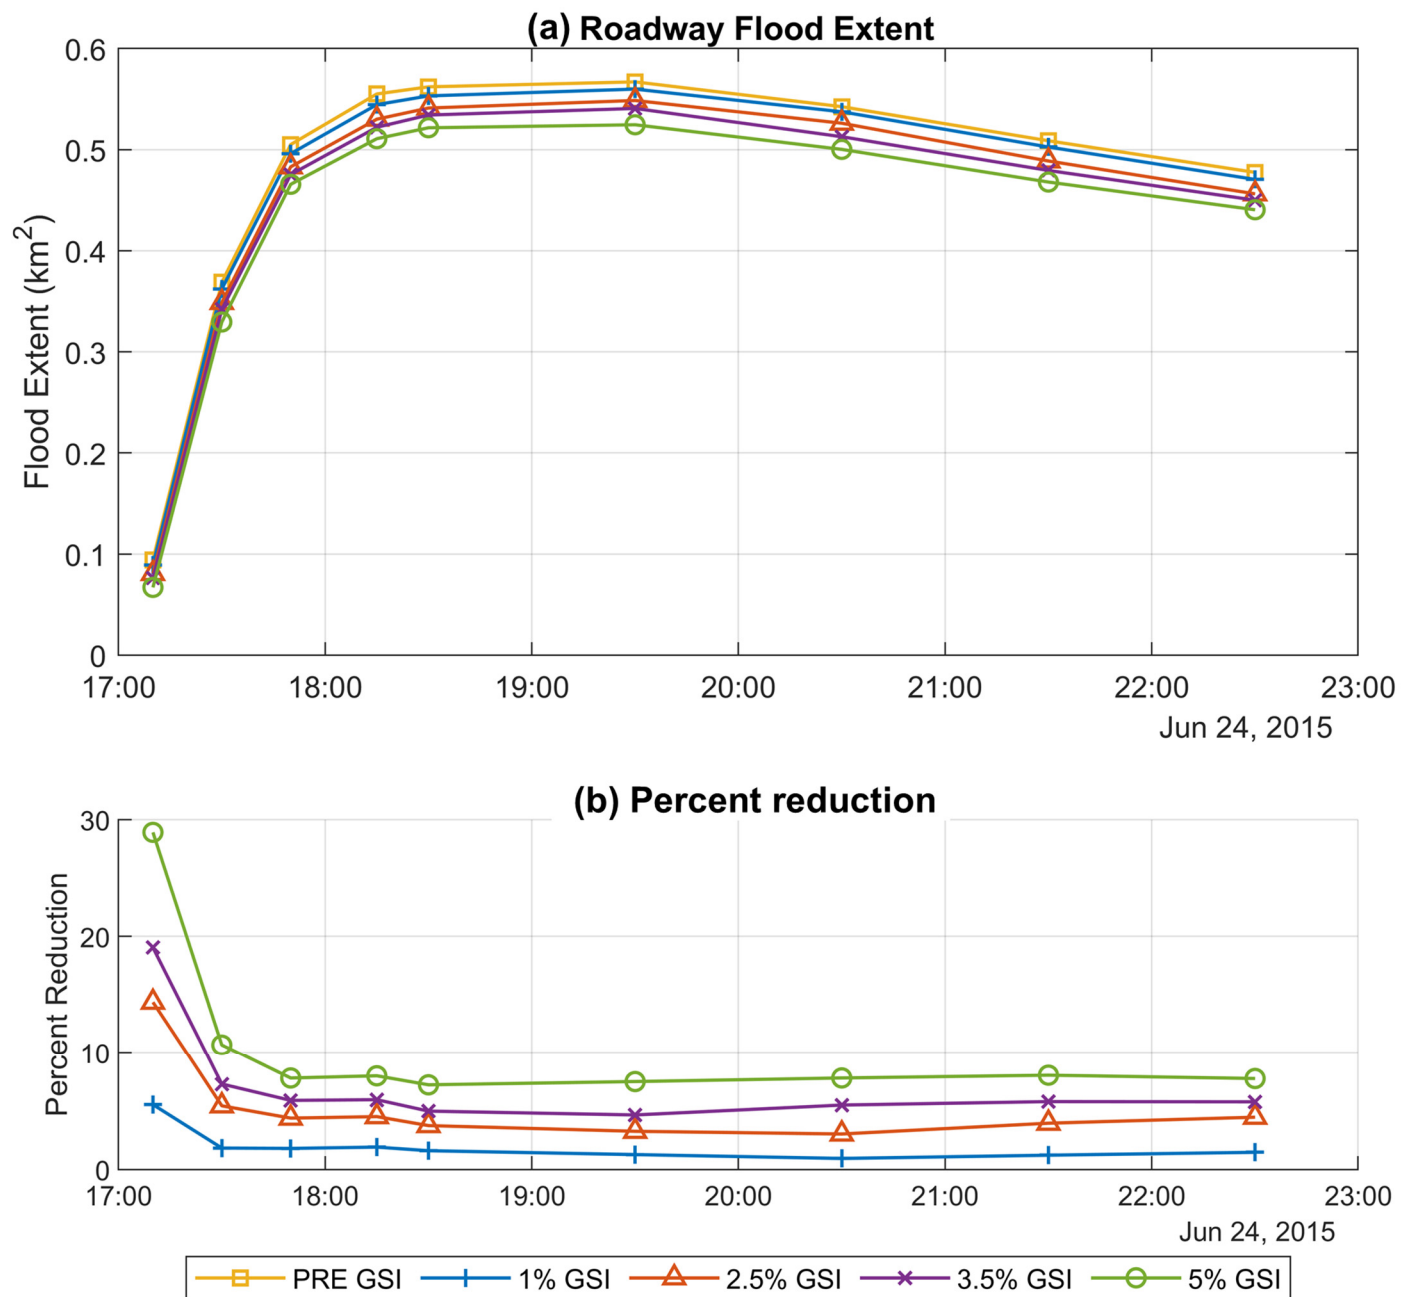 (a) Roadway Flood Extent
0.6
0.5
0.4
0.3
0.2
0.1
0
Flood Extent (km²)
17:00 18:00 19:00 20:00 21:00 22:00 23:00
Jun 24, 2015
(b) Percent reduction
30
20
10
0
Percent Reduction
17:00 18:00 19:00 20:00 21:00 22:00 23:00
Jun 24, 2015
PRE GSI 1% GSI 2.5% GSI 3.5% GSI 5% GSI